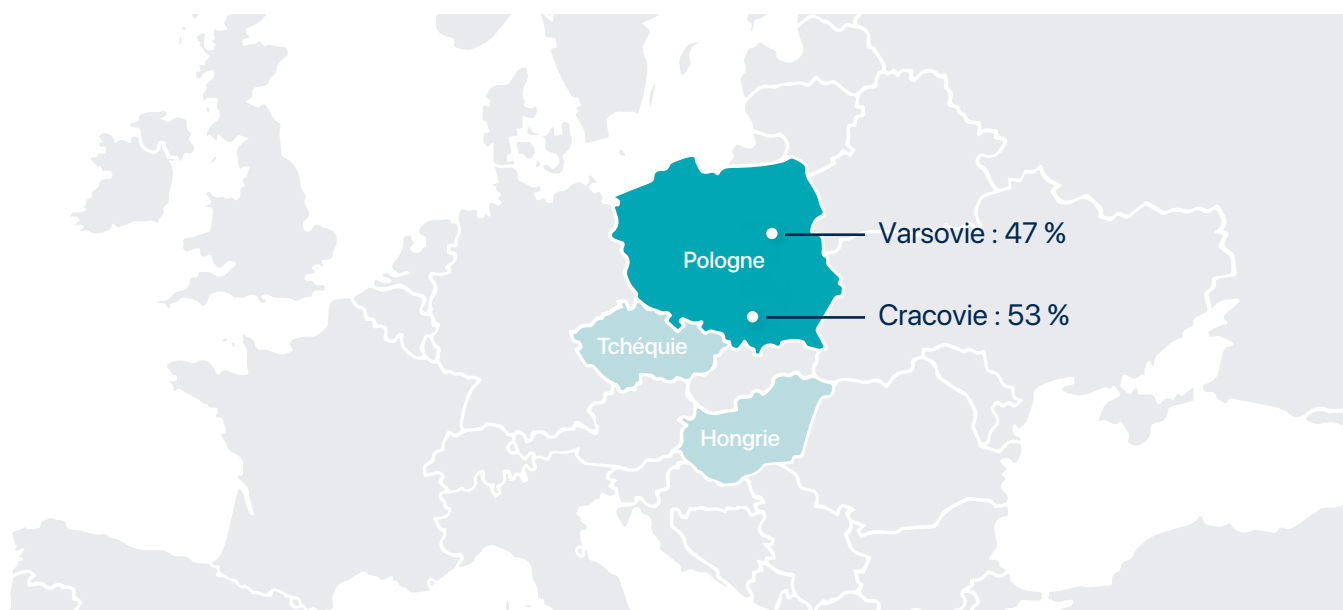 Varsovie : 47 %
Pologne
Cracovie : 53 %
Tchéquie
Hongrie